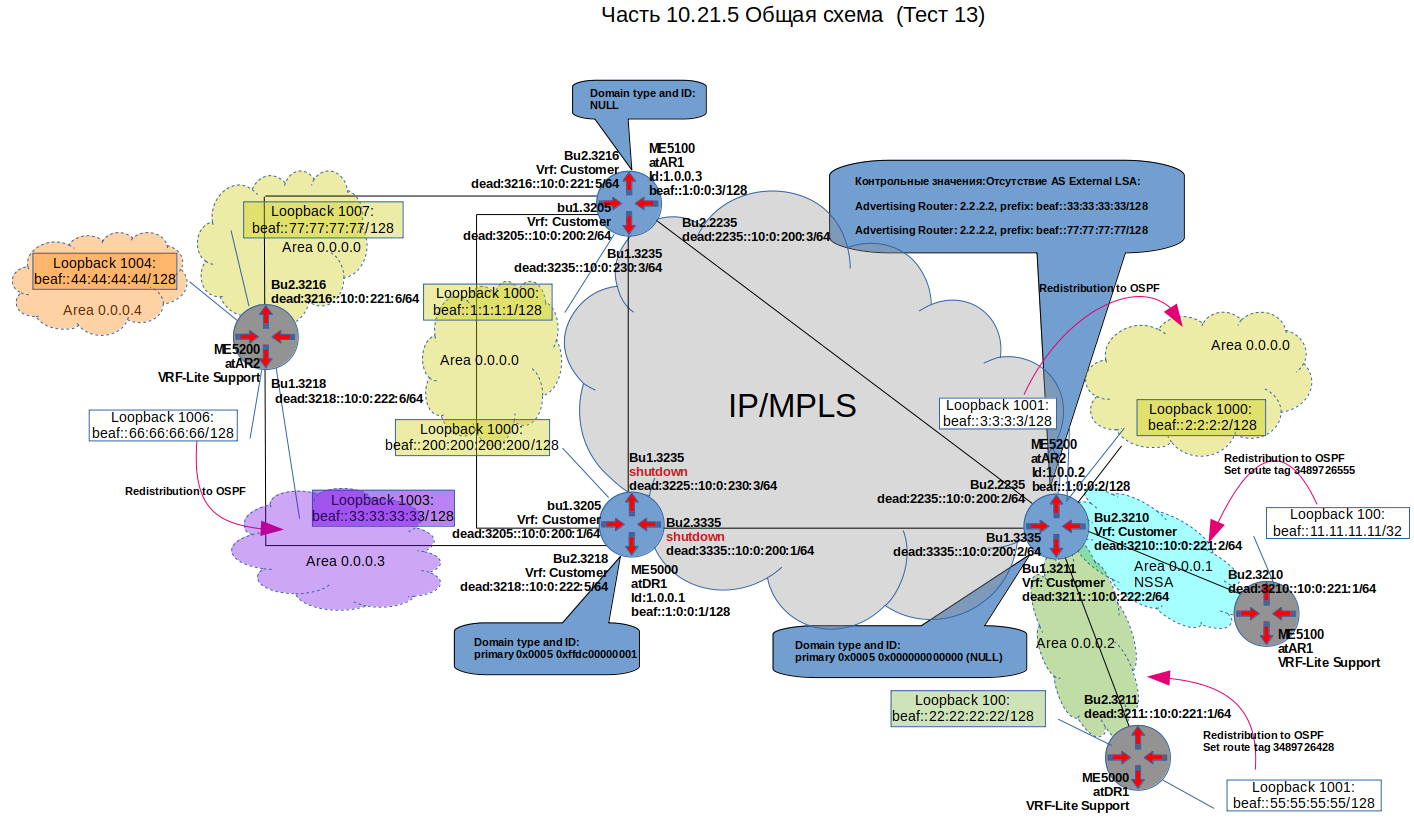 Часть 10.21.5 Общая схема (Тест 13)
Domain type and ID:
NULL
Bu2.3216
Vrf: Customer
dead:3216::10:0:221:5/64
ME5100
atAR1
Id:1.0.0.3
beaf::1:0:0:3/128
bu1.3205
Vrf: Customer
dead:3205::10:0:200:2/64
Bu2.2235
dead:2235::10:0:200:3/64
Bu1.3235
dead:3235::10:0:230:3/64
Контрольные значения:Отсутствие AS External LSA:
Advertising Router: 2.2.2.2, prefix: beaf::33:33:33:33/128
Advertising Router: 2.2.2.2, prefix: beaf::77:77:77:77/128
Loopback 1007:
beaf::77:77:77:77/128
Area 0.0.0.0
Loopback 1004:
beaf::44:44:44:44/128
Area 0.0.0.4
Bu2.3216
dead:3216::10:0:221:6/64
ME5200
atAR2
VRF-Lite Support
Bu1.3218
dead:3218::10:0:222:6/64
Loopback 1000:
beaf::1:1:1:1/128
Area 0.0.0.0
Loopback 1000:
beaf::200:200:200:200/128
Loopback 1006:
beaf::66:66:66:66/128
Redistribution to OSPF
Loopback 1003:
beaf::33:33:33:33/128
Area 0.0.0.3
IP/MPLS
Redistribution to OSPF
Area 0.0.0.0
Loopback 1001:
beaf::3:3:3:3/128
Loopback 1000:
beaf::2:2:2:2/128
Bu1.3235
shutdown
dead:3225::10:0:230:3/64
bu1.3205
Vrf: Customer
dead:3205::10:0:200:1/64
Bu2.3335
shutdown
dead:3335::10:0:200:1/64
Bu2.3218
Vrf: Customer
dead:3218::10:0:222:5/64
ME5000
atDR1
Id:1.0.0.1
beaf::1:0:0:1/128
Domain type and ID:
primary 0x0005 0xffdc00000001
ME5200
atAR2
Id:1.0.0.2
beaf::1:0:0:2/128
Bu2.2235
dead:2235::10:0:200:2/64
Bu1.3335
dead:3335::10:0:200:2/64
Redistribution to OSPF
Set route tag 3489726555
Loopback 100:
beaf::11.11.11.11/32
Bu2.3210
Vrf: Customer
dead:3210::10:0:221:2/64
Area 0.0.0.1
NSSA
Bu1.3211
Vrf: Customer
dead:3211::10:0:222:2/64
Bu2.3210
dead:3210::10:0:221:1/64
ME5100
atAR1
VRF-Lite Support
Area 0.0.0.2
Domain type and ID:
primary 0x0005 0x000000000000 (NULL)
Loopback 100:
beaf::22:22:22:22/128
Bu2.3211
dead:3211::10:0:221:1/64
Redistribution to OSPF
Set route tag 3489726428
ME5000
atDR1
VRF-Lite Support
Loopback 1001:
beaf::55:55:55:55/128